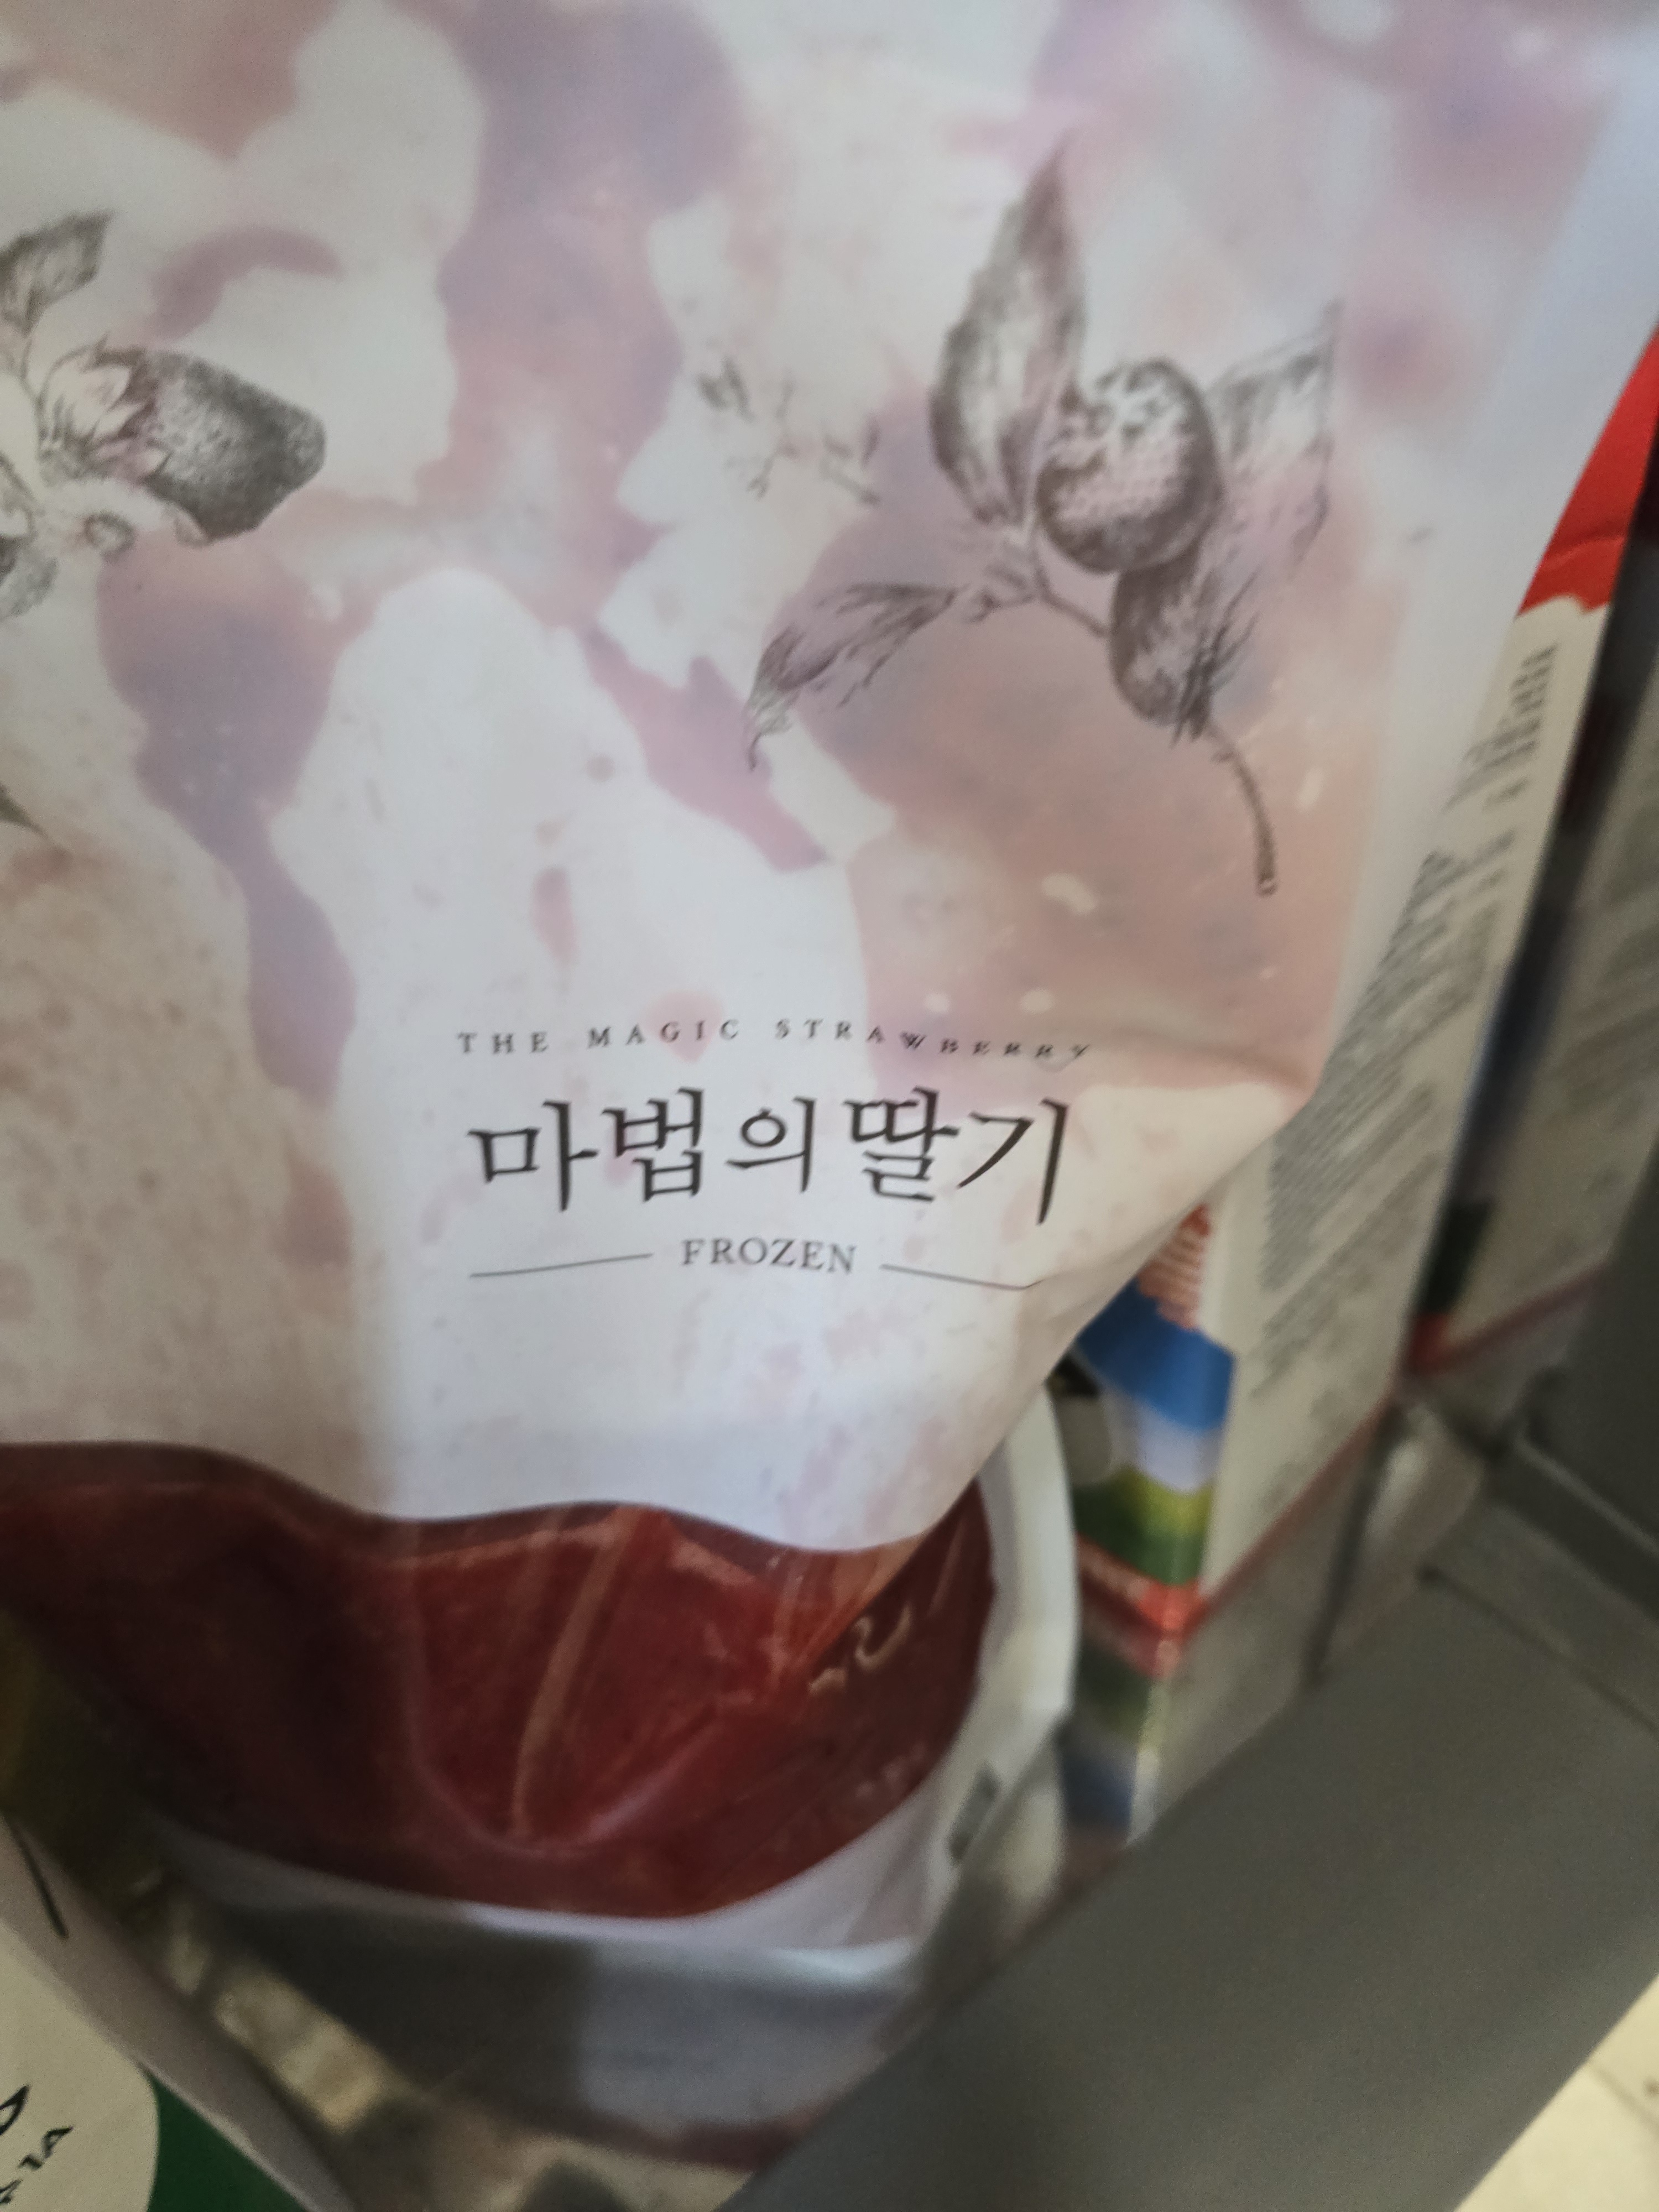 THE MAGIC STRAWBERRY
마법의딸기
FROZEN